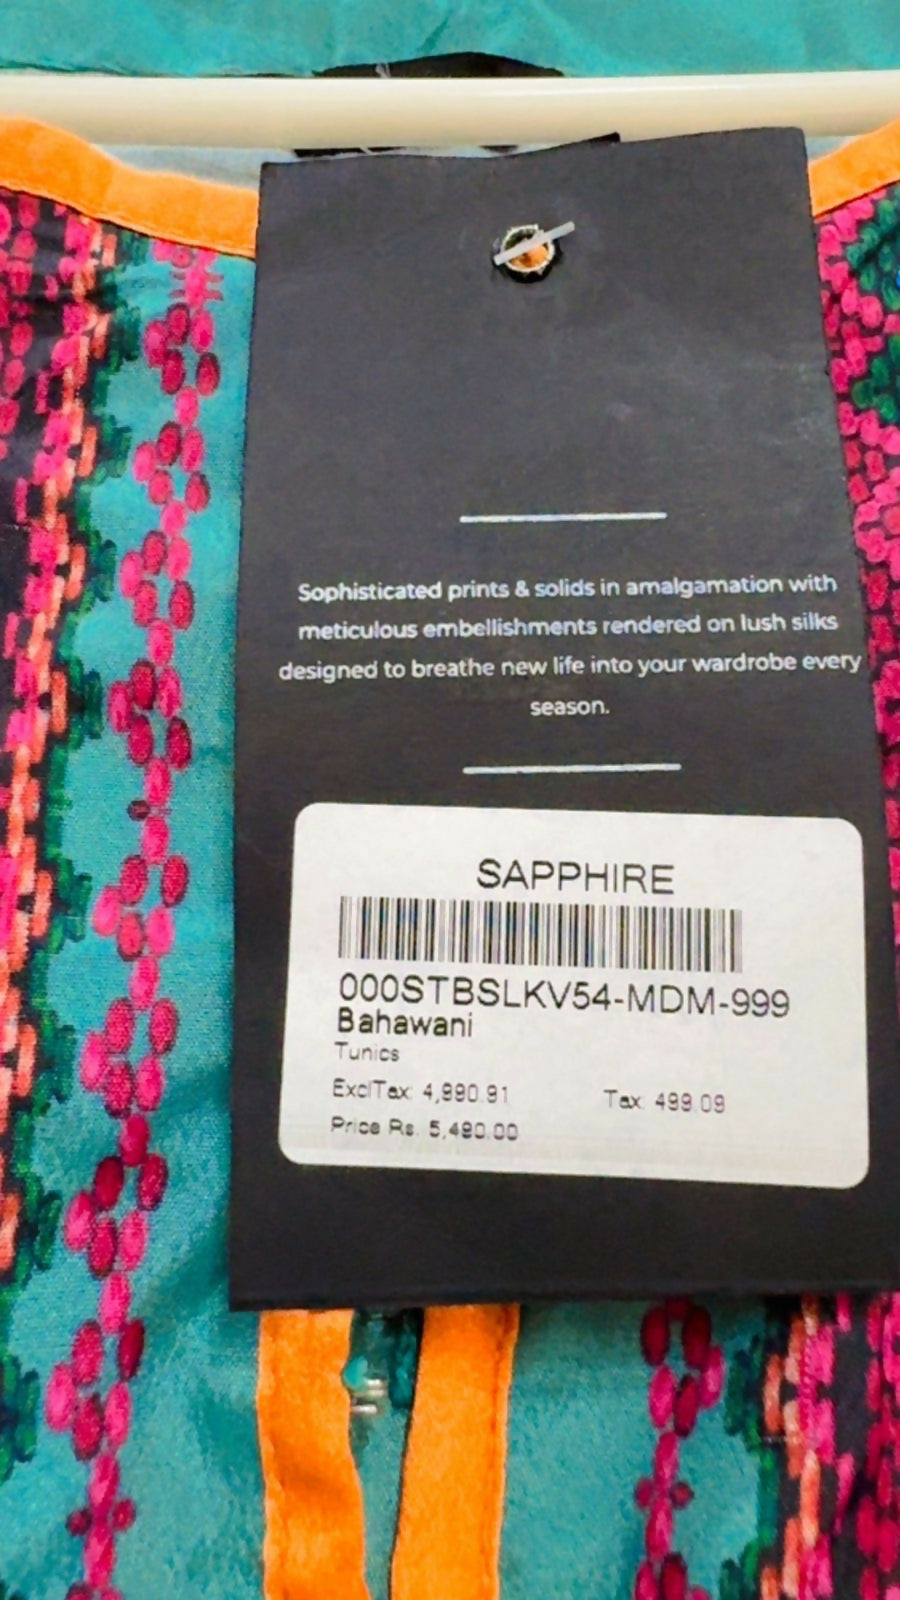 Sophisticated prints & solids in amalgamation with
meticulous embellishments rendered on lush silks
designed to breathe new life into your wardrobe every
season.
SAPPHIRE
000STBSLKV54-MDM-999
Bahawani
Tunics
ExclTax: 4,990.91 Tax: 499.09
Price Rs. 5,490.00